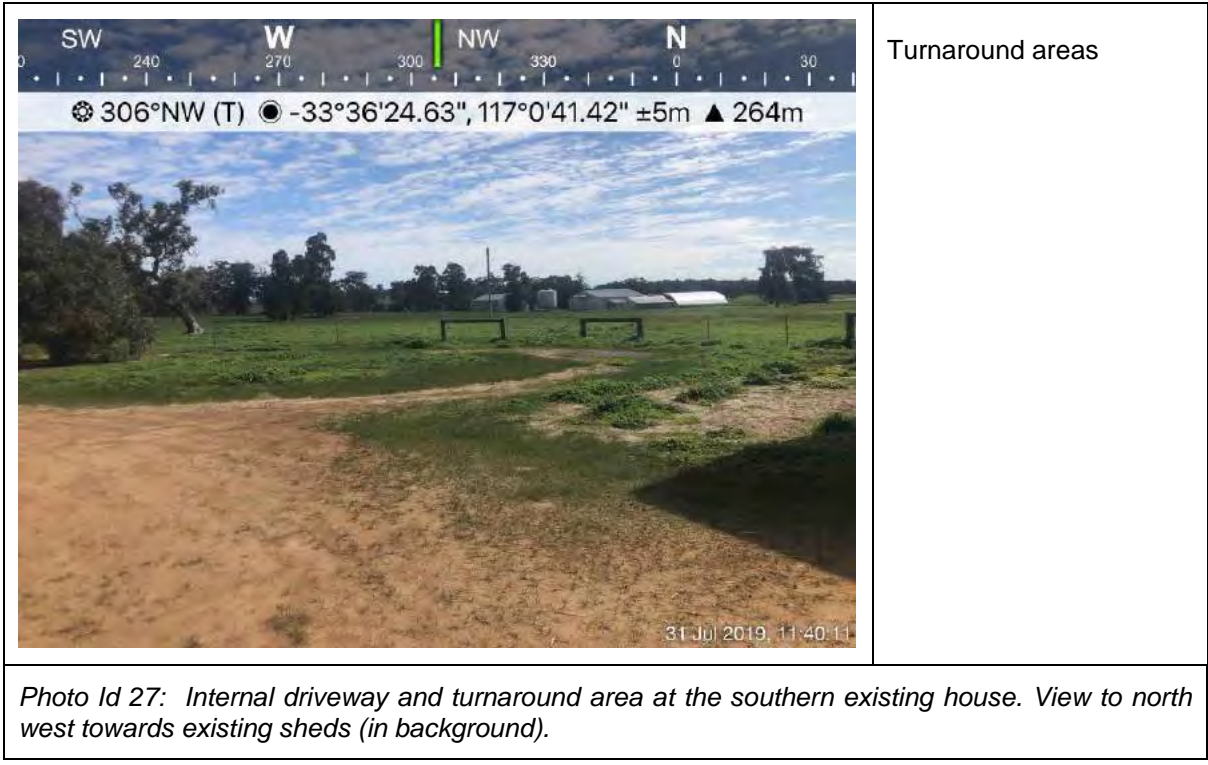 SW W NW N
240 270 300 330 0 30
306°NW (T) -33°36'24.63", 117°0'41.42" ±5m ▲ 264m
31 Jul 2019, 11:40:11
Turnaround areas
Photo Id 27: Internal driveway and turnaround area at the southern existing house. View to north
west towards existing sheds (in background).